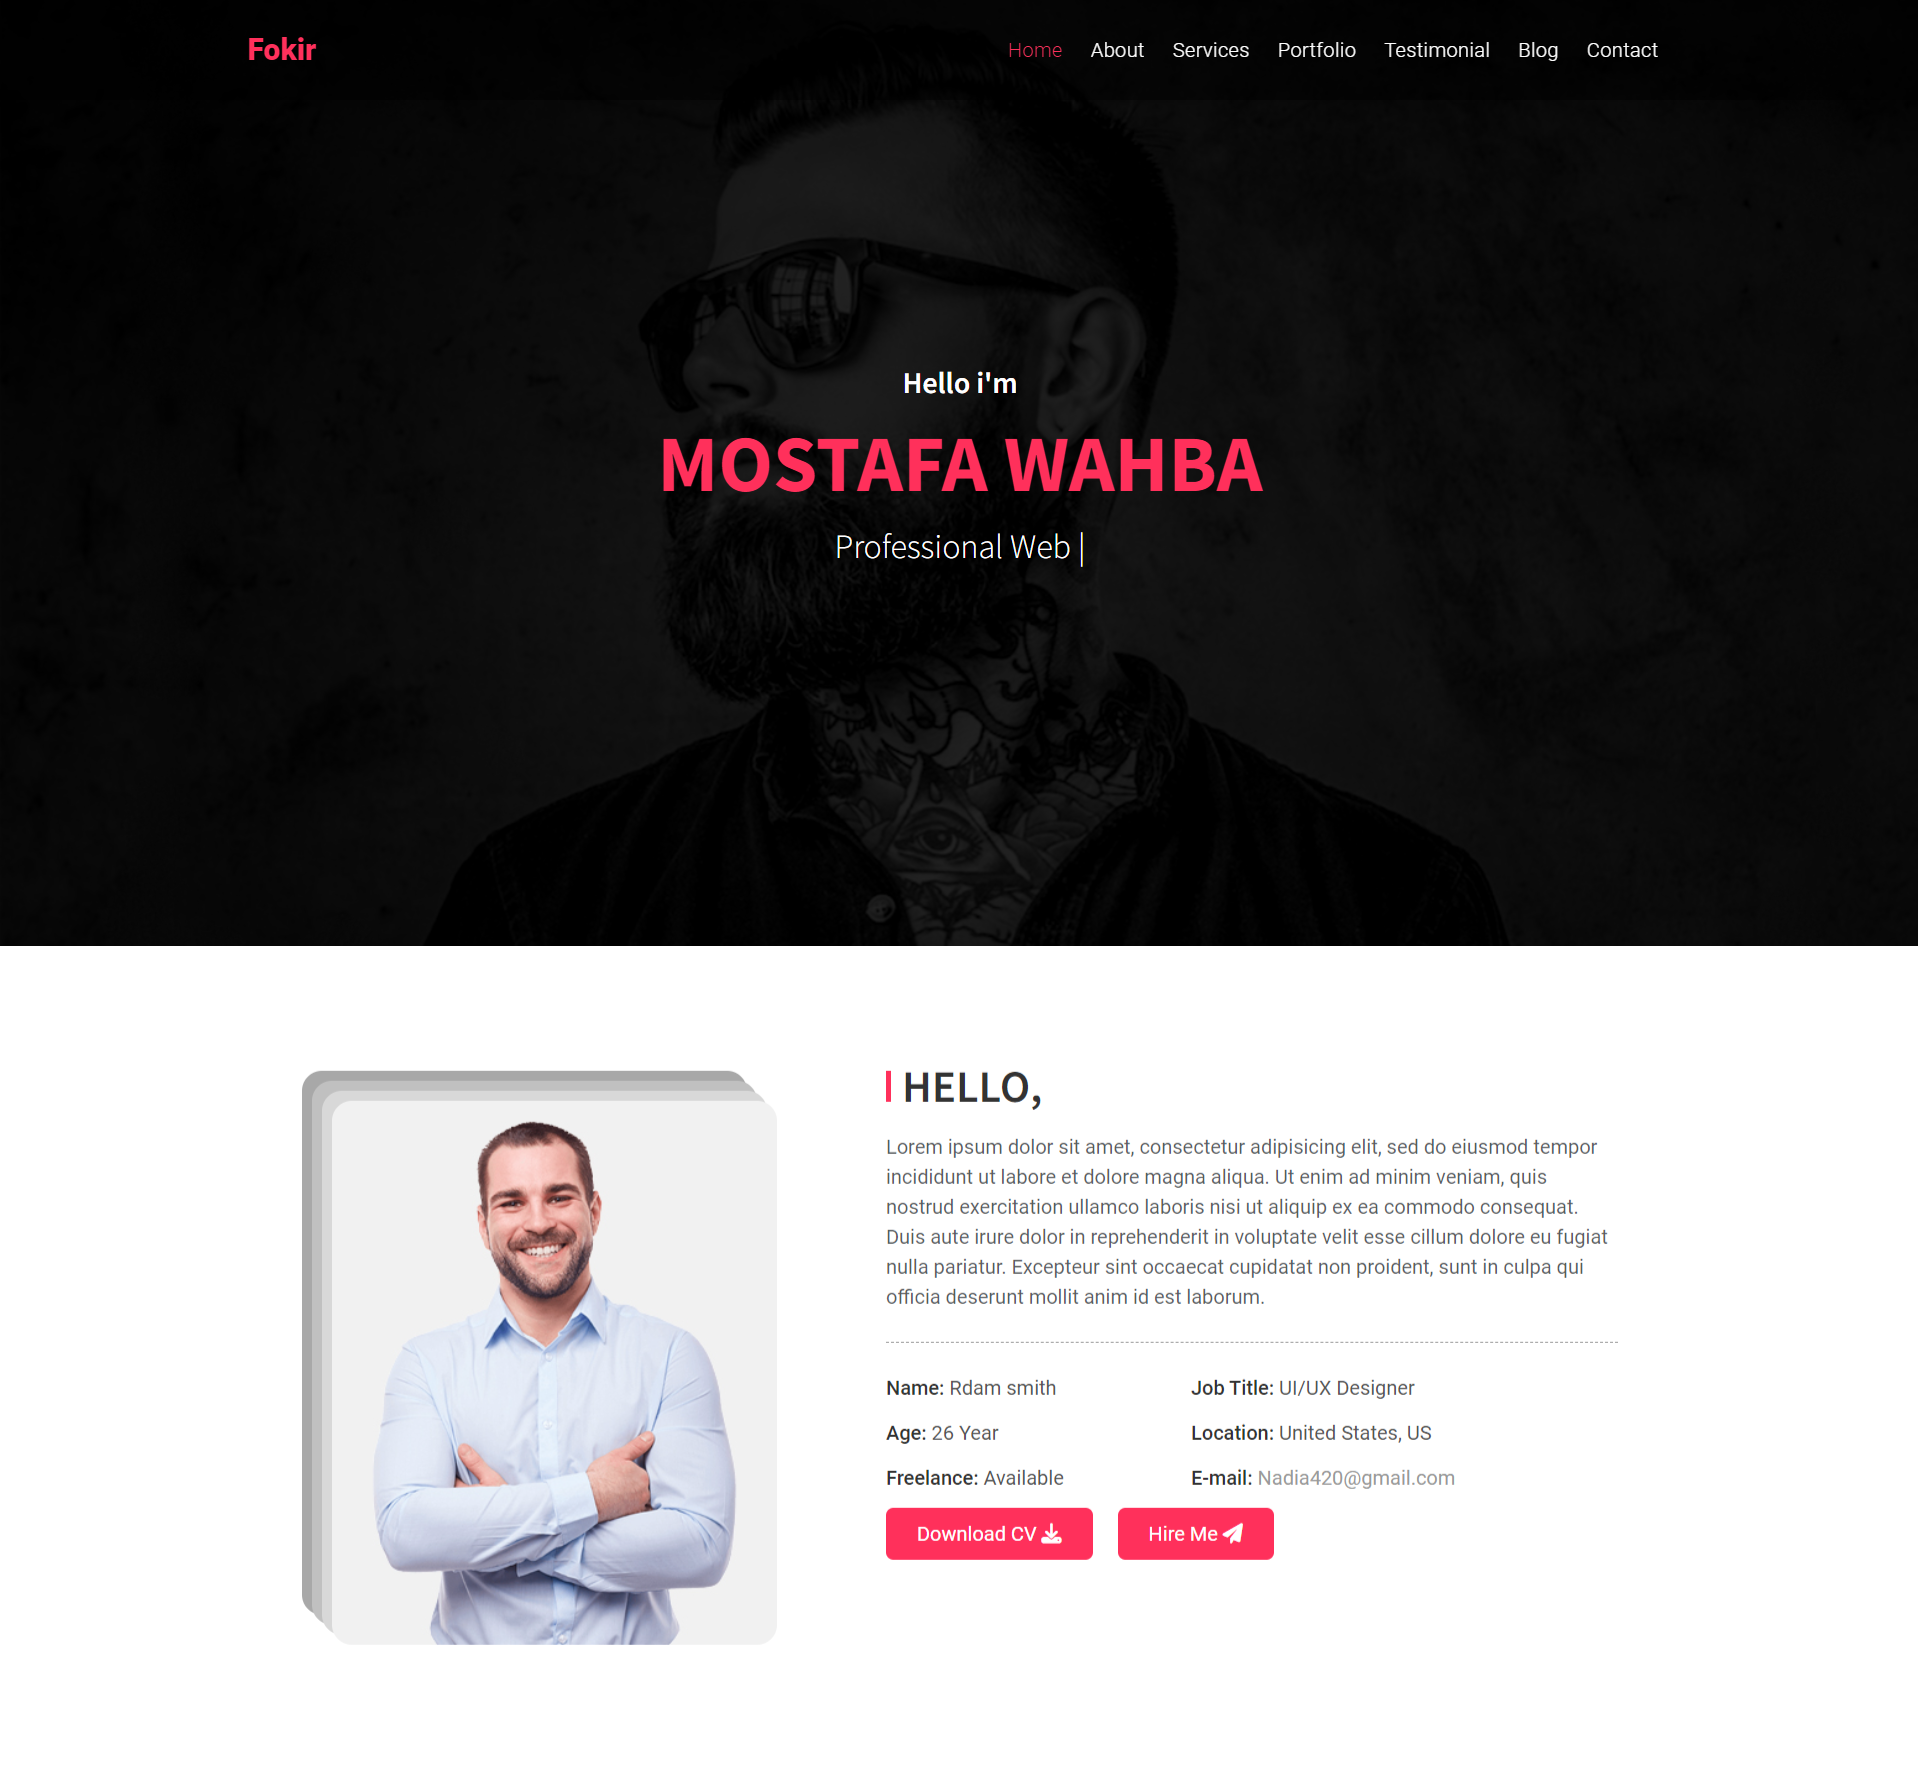 Fokir
Home About Services Portfolio Testimonial Blog Contact
Hello i'm
MOSTAFA WAHBA
Professional Web |
HELLO,
Lorem ipsum dolor sit amet, consectetur adipisicing elit, sed do eiusmod tempor
incididunt ut labore et dolore magna aliqua. Ut enim ad minim veniam, quis
nostrud exercitation ullamco laboris nisi ut aliquip ex ea commodo consequat.
Duis aute irure dolor in reprehenderit in voluptate velit esse cillum dolore eu fugiat
nulla pariatur. Excepteur sint occaecat cupidatat non proident, sunt in culpa qui
officia deserunt mollit anim id est laborum.
Name: Rdam smith
Job Title: UI/UX Designer
Age: 26 Year
Location: United States, US
Freelance: Available
E-mail: Nadia420@gmail.com
Download CV
Hire Me